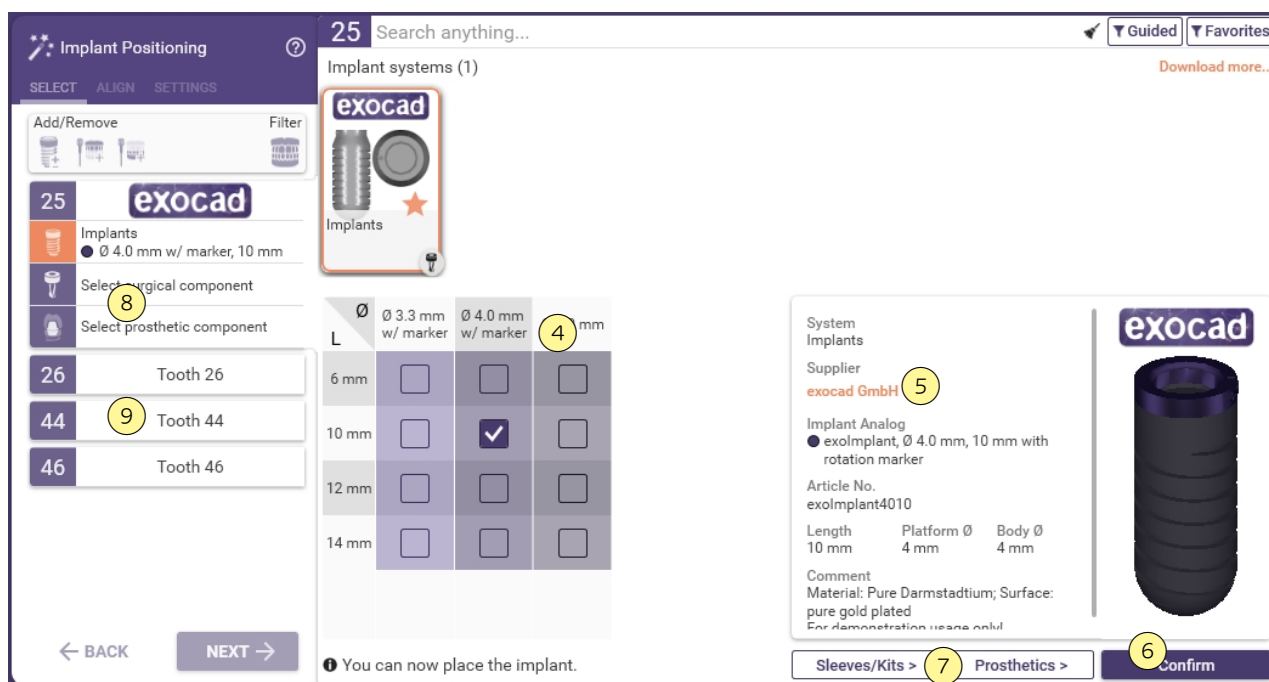 Implant Positioning
SELECT ALIGN SETTINGS
Add/Remove Filter
25 exocad
Implants
Ø 4.0 mm w/ marker, 10 mm
Select surgical component
8
Select prosthetic component
26 Tooth 26
44 9 Tooth 44
46 Tooth 46
BACK NEXT
25 Search anything... Guided Favorites
Implant systems (1) Download more..
exocad
Implants
Ø L
Ø 3.3 mm w/ marker
Ø 4.0 mm w/ marker
4 mm
6 mm
10 mm
12 mm
14 mm
You can now place the implant.
System
Implants
Supplier
exocad GmbH 5
Implant Analog
exoImplant, Ø 4.0 mm, 10 mm with
rotation marker
Article No.
exoImplant4010
Length Platform Ø Body Ø
10 mm 4 mm 4 mm
Comment
Material: Pure Darmstadtium; Surface:
pure gold plated
For demonstration usage only!
exocad
Sleeves/Kits > 7 Prosthetics > 6 Confirm